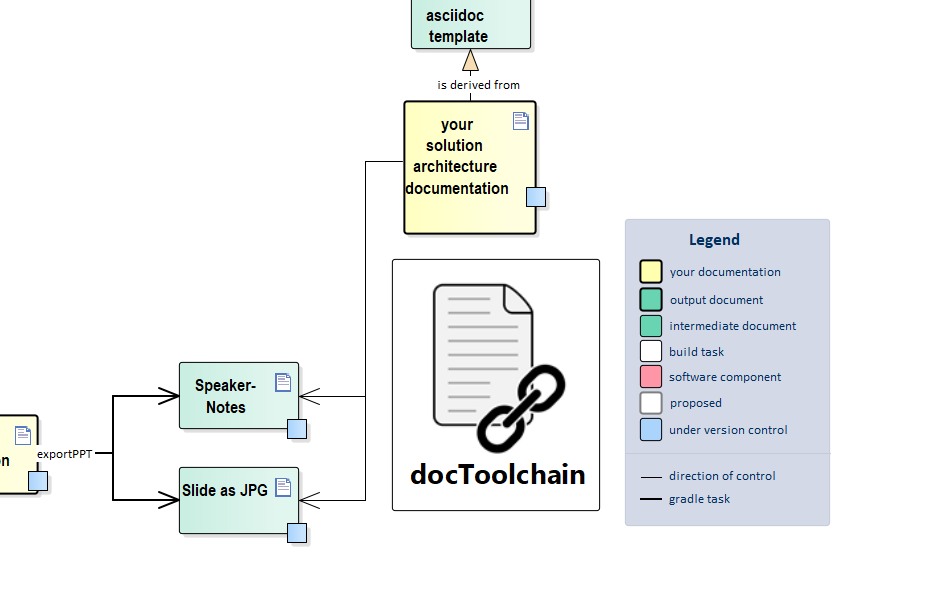 asciidoc
template
is derived from
your
solution
architecture
documentation
Legend
your documentation
output document
intermediate document
build task
software component
proposed
under version control
direction of control
gradle task
Speaker-
Notes
n
exportPPT
Slide as JPG
docToolchain